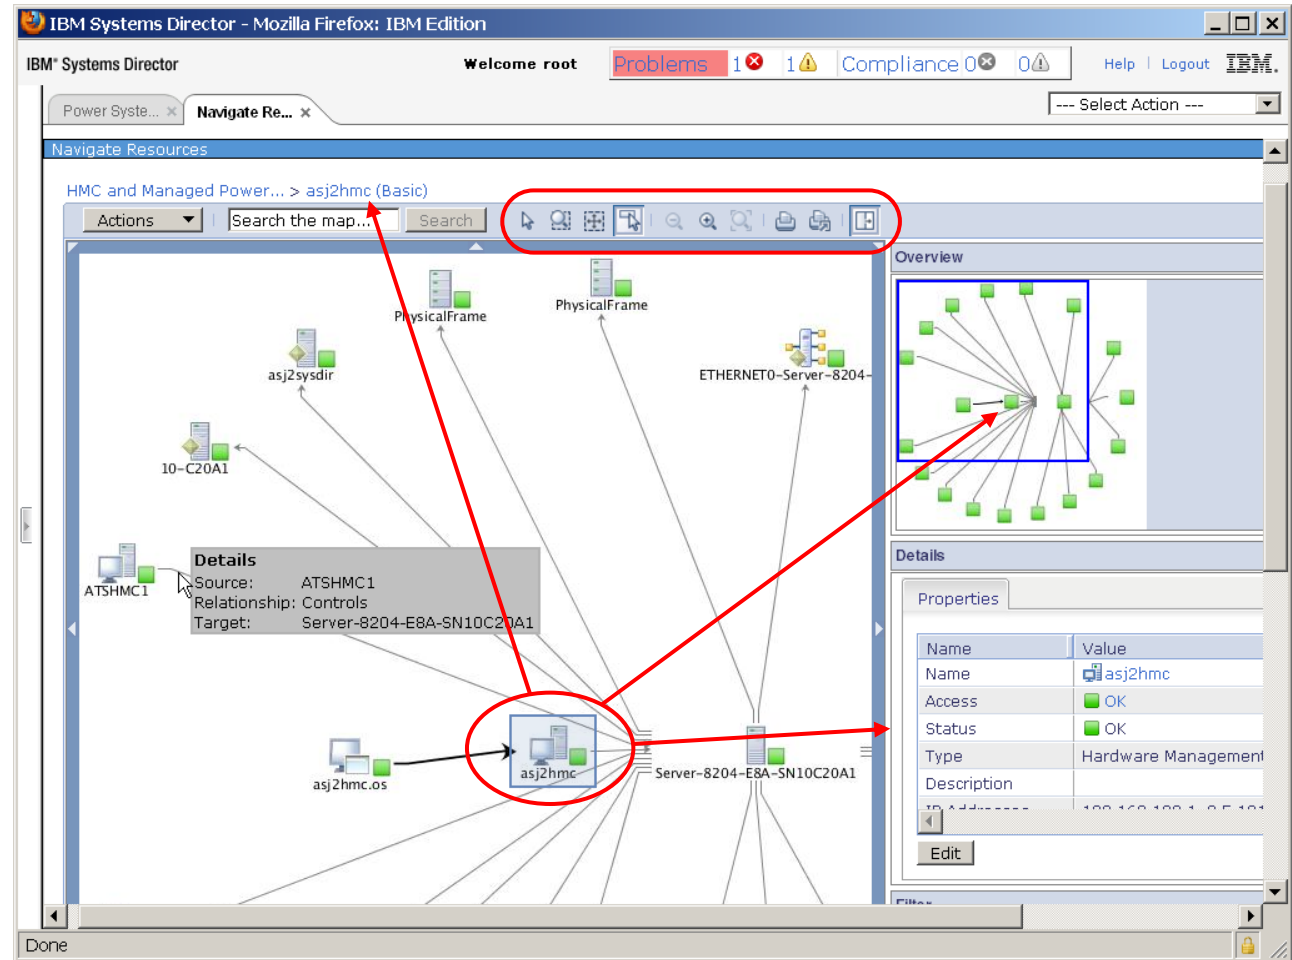 IBM Systems Director - Mozilla Firefox: IBM Edition
IBM® Systems Director
Welcome root
Problems 1 1 Compliance 0 0
Help | Logout IBM.
Power Syste...
Navigate Re...
--- Select Action ---
Navigate Resources
HMC and Managed Power... > asj2hmc (Basic)
Actions
Search the map...
Search
Overview
PhysicalFrame
PhysicalFrame
asj2sysdir
ETHERNET0-Server-8204-
10-C20A1
ATSHMC1
Details
Source: ATSHMC1
Relationship: Controls
Target: Server-8204-E8A-SN10C20A1
asj2hmc.os
asj2hmc
Server-8204-E8A-SN10C20A1
Details
Properties
Name Value
Name asj2hmc
Access OK
Status OK
Type Hardware Management
Description
IP Addresses
Edit
Filter
Done